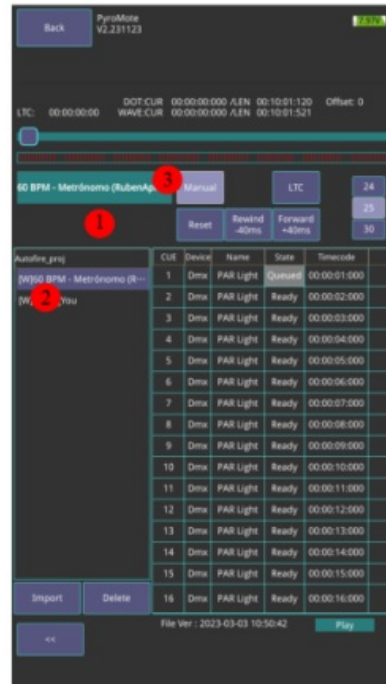 Back
PyroMote
V2.231123
2.97V
DOT:CUR 00:00:00:000 /LEN 00:10:01:120 Offset: 0
LTC: 00:00:00:00 WAVE:CUR 00:00:00:000 /LEN 00:10:01:521
60 BPM - Metrónomo (RubenAp 3 Manual LTC 24
1
25
Reset Rewind -40ms Forward +40ms 30
Autofire_proj CUE Device Name State Timecode
[W]60 BPM - Metrónomo (R··· 1 Dmx PAR Light Queued 00:00:01:000
[W] 2 You 2 Dmx PAR Light Ready 00:00:02:000
3 Dmx PAR Light Ready 00:00:03:000
4 Dmx PAR Light Ready 00:00:04:000
5 Dmx PAR Light Ready 00:00:05:000
6 Dmx PAR Light Ready 00:00:06:000
7 Dmx PAR Light Ready 00:00:07:000
8 Dmx PAR Light Ready 00:00:08:000
9 Dmx PAR Light Ready 00:00:09:000
10 Dmx PAR Light Ready 00:00:10:000
11 Dmx PAR Light Ready 00:00:11:000
12 Dmx PAR Light Ready 00:00:12:000
13 Dmx PAR Light Ready 00:00:13:000
14 Dmx PAR Light Ready 00:00:14:000
15 Dmx PAR Light Ready 00:00:15:000
Import Delete 16 Dmx PAR Light Ready 00:00:16:000
File Ver : 2023-03-03 10:50:42 Play
<<